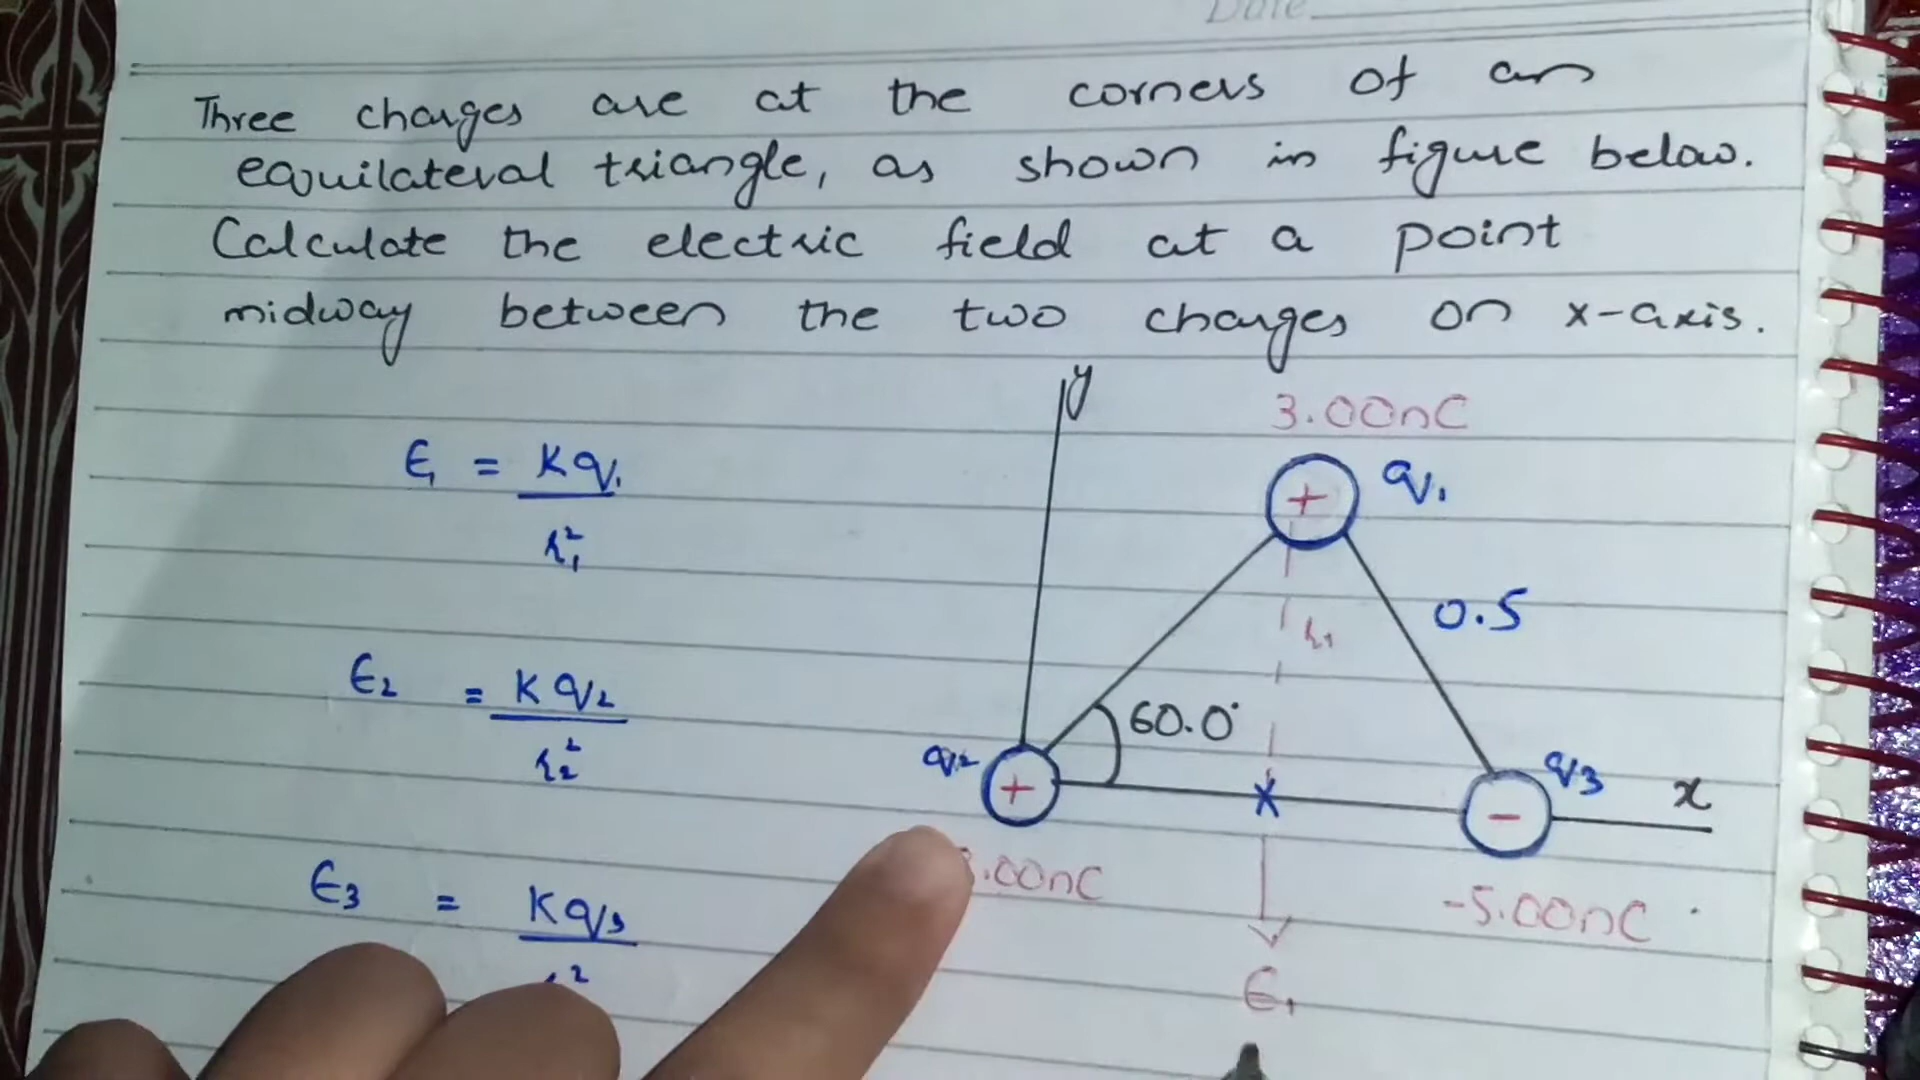 Date
Three charges are at the corners of an
equilateral triangle, as shown in figure below.
Calculate the electric field at a point
midway between the two charges on x-axis.
y
3.00nC
E₁ = Kq₁
r₁²
+ q₁
0.5
r₁
E₂ = Kq₂
r₂²
60.0°
q₂ + x - q₃ x
.00nC
-5.00nC
E₃ = Kq₃
2
E₁